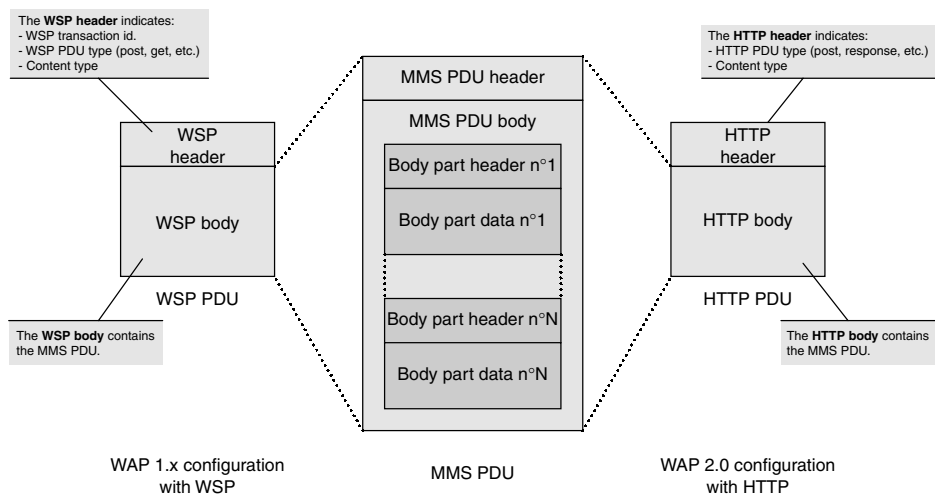 The WSP header indicates:
- WSP transaction id.
- WSP PDU type (post, get, etc.)
- Content type
WSP
header
WSP body
WSP PDU
The WSP body contains
the MMS PDU.
WAP 1.x configuration
with WSP
MMS PDU header
MMS PDU body
Body part header n°1
Body part data n°1
Body part header n°N
Body part data n°N
MMS PDU
The HTTP header indicates:
- HTTP PDU type (post, response, etc.)
- Content type
HTTP
header
HTTP body
HTTP PDU
The HTTP body contains
the MMS PDU.
WAP 2.0 configuration
with HTTP